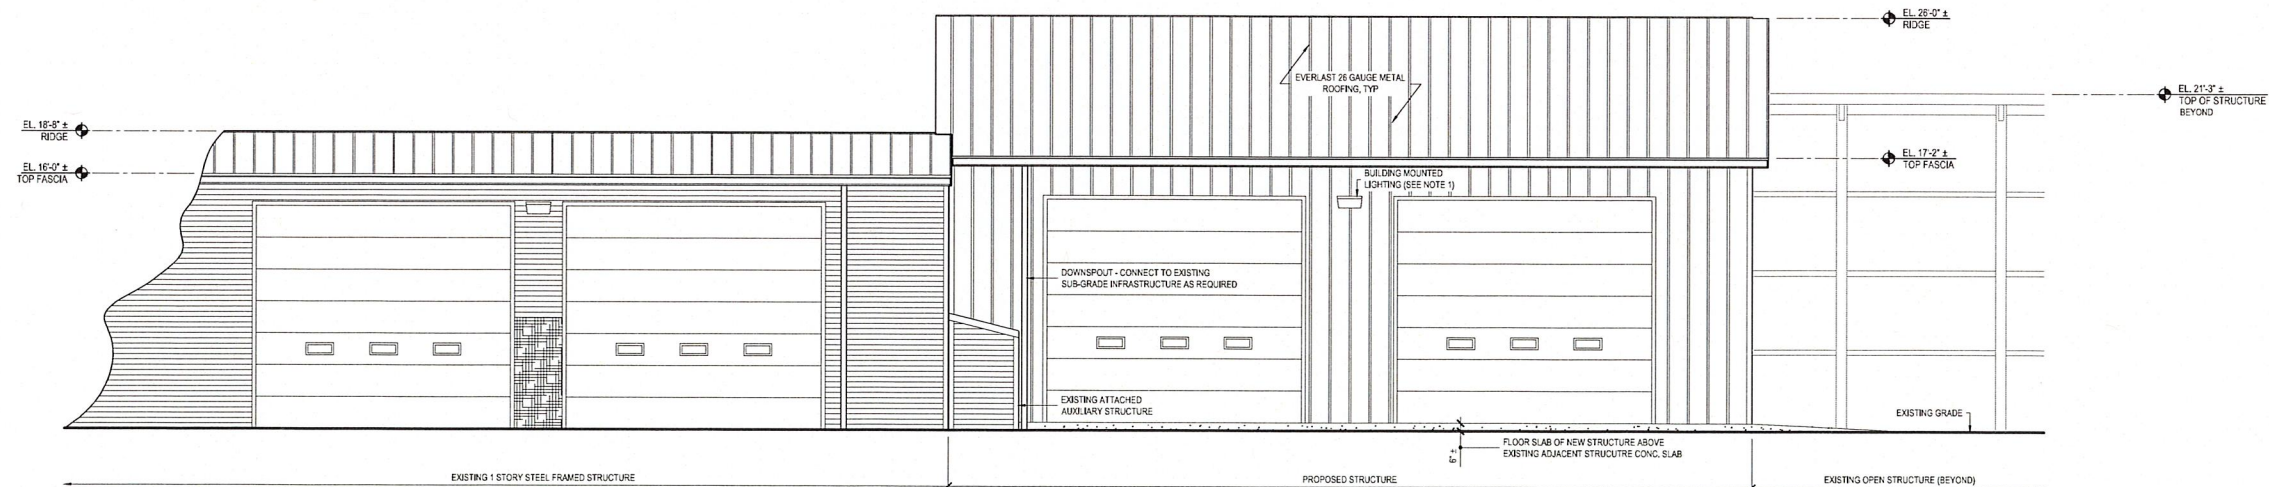 EL. 26'-0" ±
RIDGE
EVERLAST 26 GAUGE METAL
ROOFING, TYP
EL. 21'-3" ±
TOP OF STRUCTURE
BEYOND
EL. 18'-8" ±
RIDGE
EL. 17'-2" ±
TOP FASCIA
EL. 16'-0" ±
TOP FASCIA
BUILDING MOUNTED
LIGHTING (SEE NOTE 1)
DOWNSPOUT - CONNECT TO EXISTING
SUB-GRADE INFRASTRUCTURE AS REQUIRED
EXISTING ATTACHED
AUXILIARY STRUCTURE
EXISTING GRADE
6" ±
FLOOR SLAB OF NEW STRUCTURE ABOVE
EXISTING ADJACENT STRUCUTRE CONC. SLAB
EXISTING 1 STORY STEEL FRAMED STRUCTURE
PROPOSED STRUCTURE
EXISTING OPEN STRUCTURE (BEYOND)